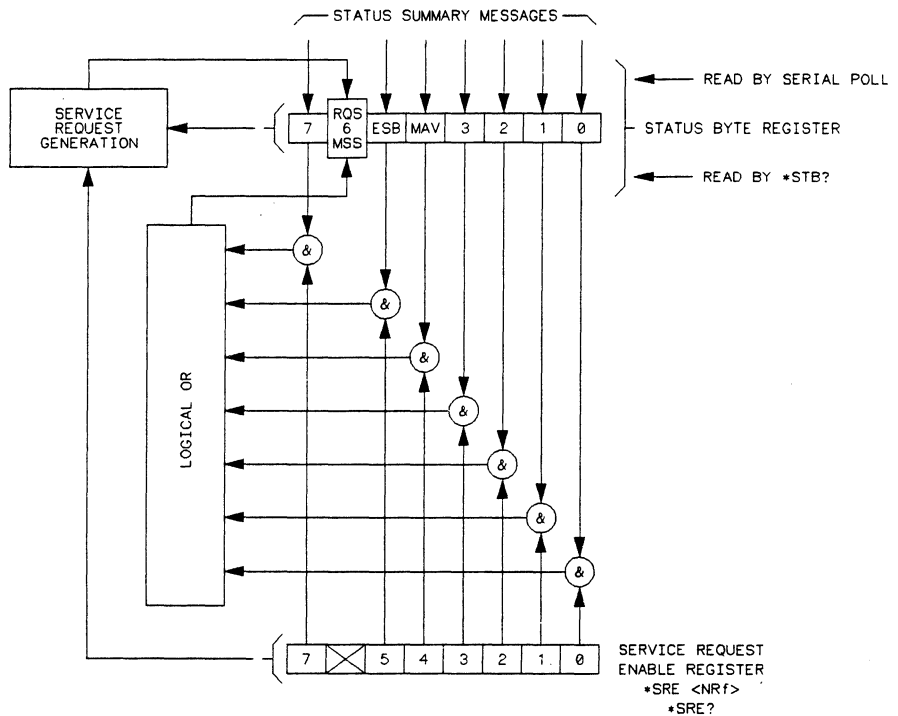 STATUS SUMMARY MESSAGES
READ BY SERIAL POLL
SERVICE
REQUEST
GENERATION
7 RQS 6 MSS ESB MAV 3 2 1 0
STATUS BYTE REGISTER
READ BY *STB?
&
&
&
&
&
&
&
LOGICAL OR
7 5 4 3 2 1 0
SERVICE REQUEST
ENABLE REGISTER
*SRE <NRf>
*SRE?